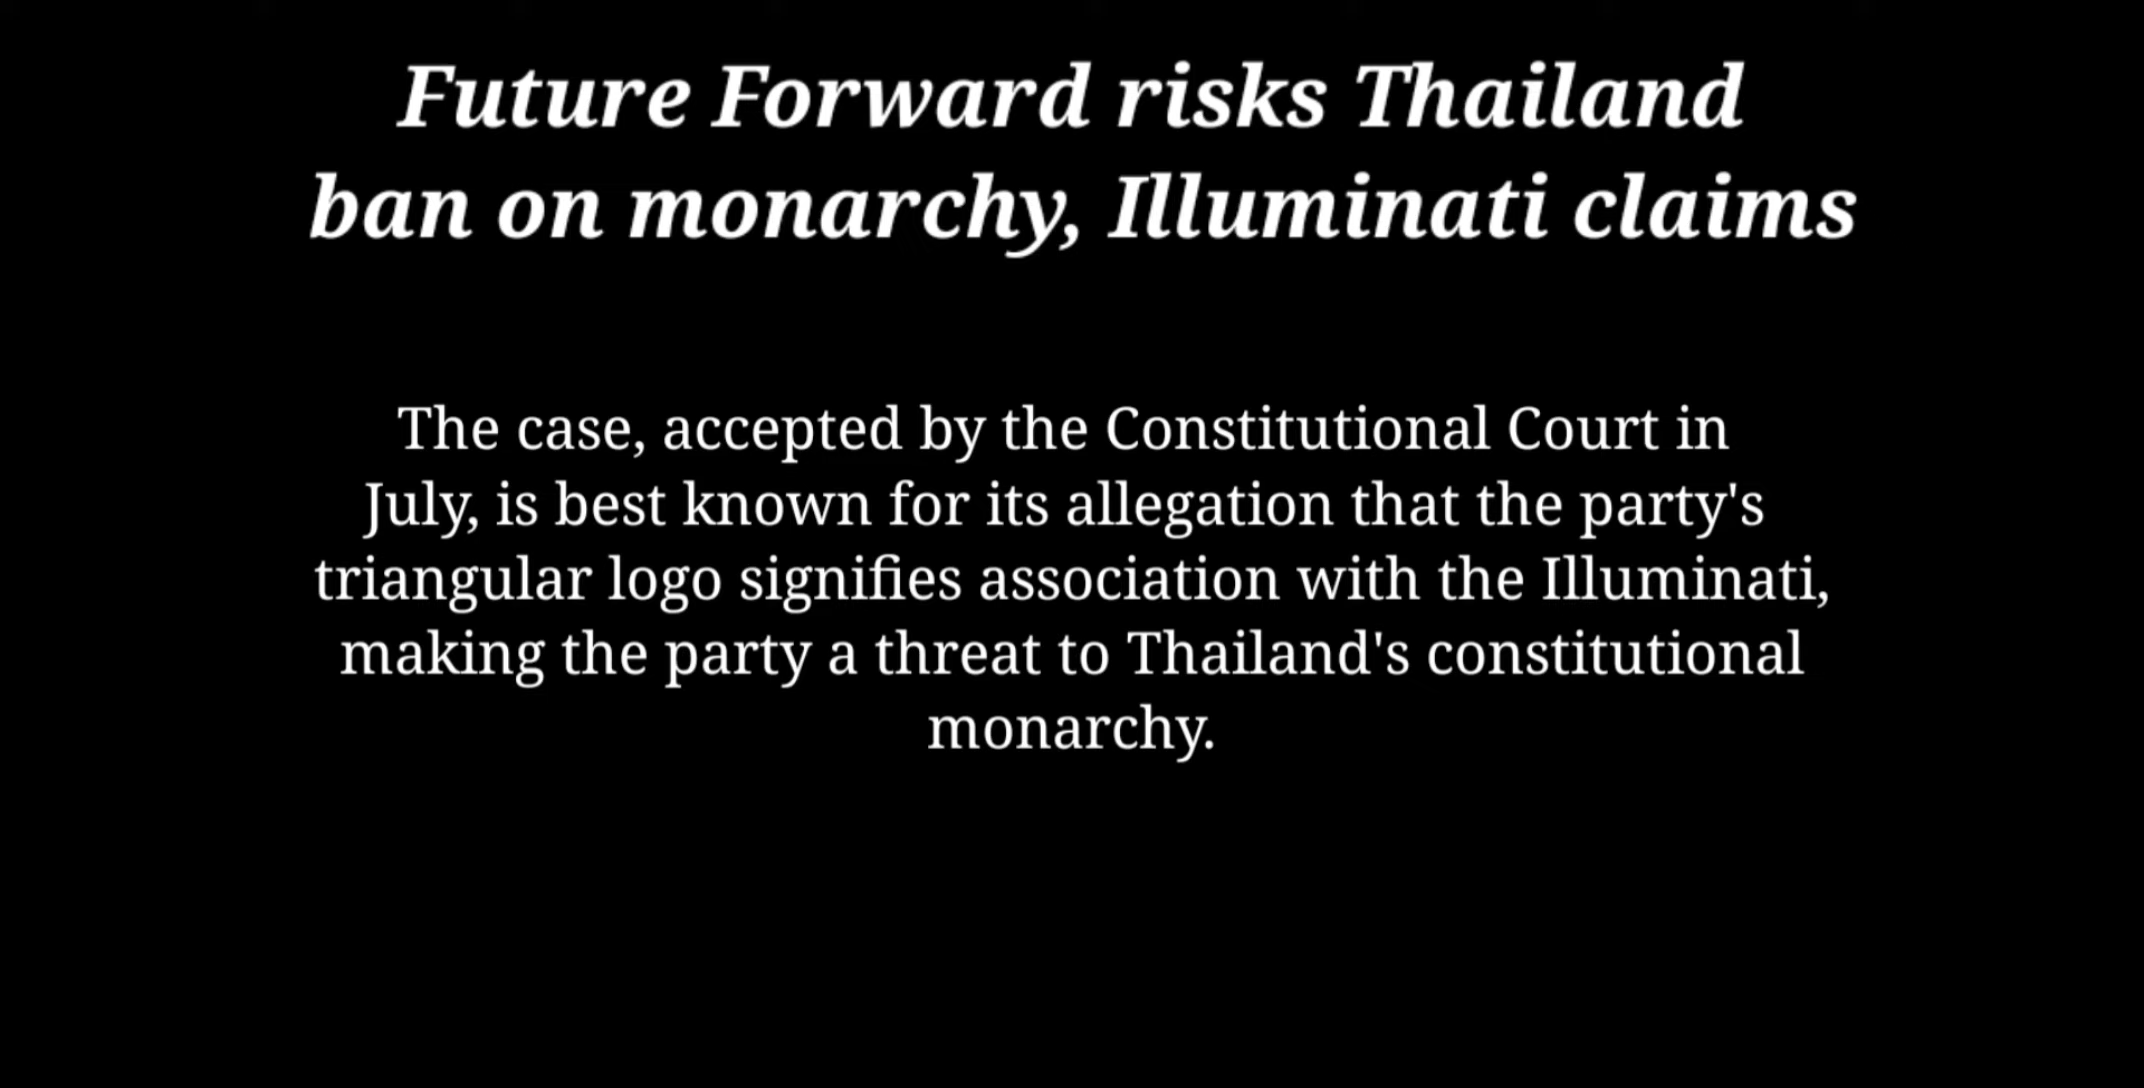 Future Forward risks Thailand
ban on monarchy, Illuminati claims
The case, accepted by the Constitutional Court in
July, is best known for its allegation that the party's
triangular logo signifies association with the Illuminati,
making the party a threat to Thailand's constitutional
monarchy.